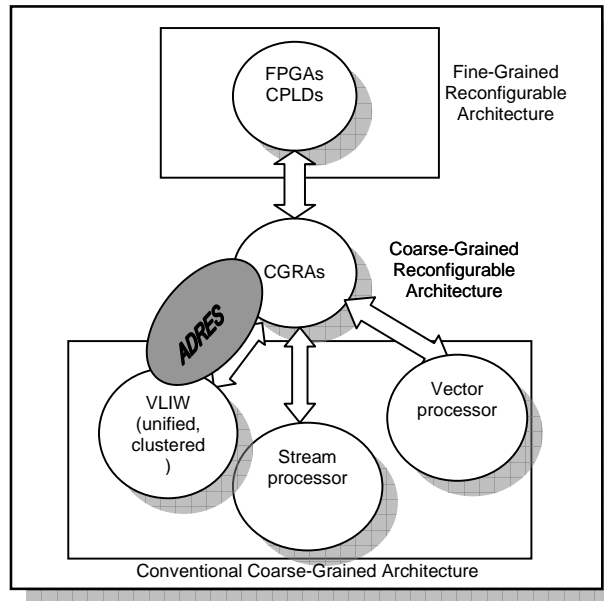 FPGAs
CPLDs
Fine-Grained
Reconfigurable
Architecture
CGRAs
Coarse-Grained
Reconfigurable
Architecture
ADRES
VLIW
(unified,
clustered
)
Stream
processor
Vector
processor
Conventional Coarse-Grained Architecture